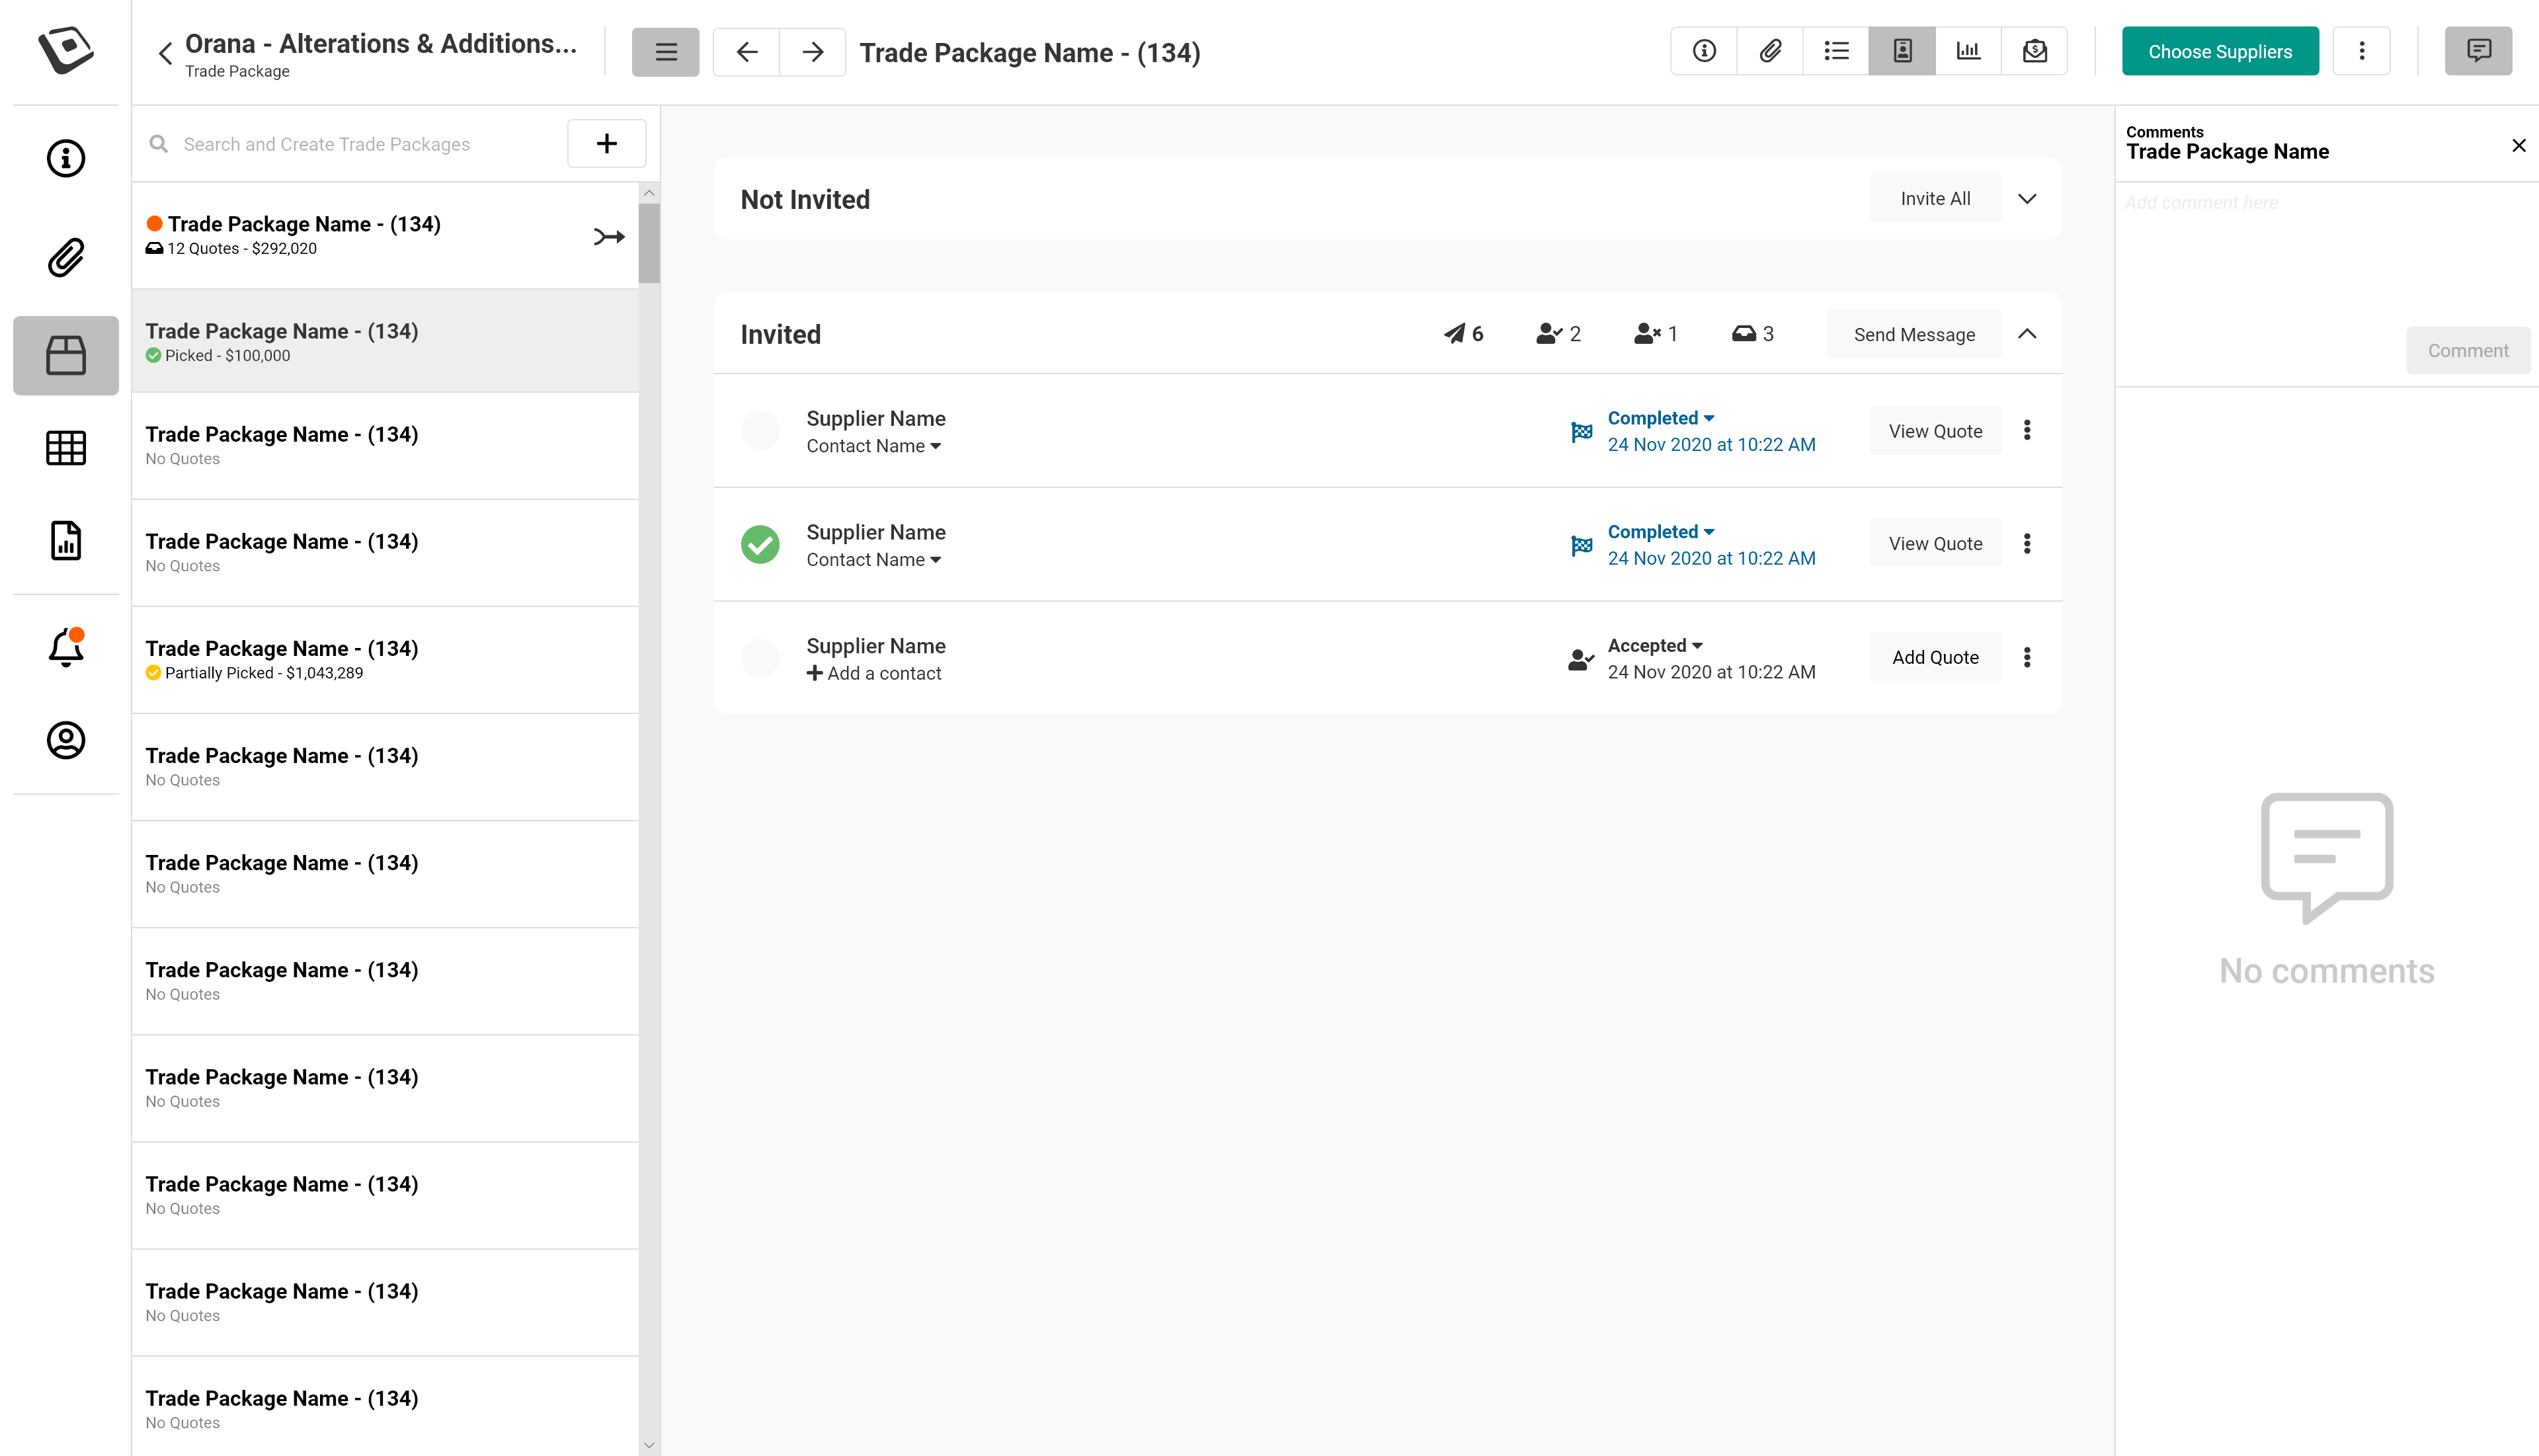 Orana - Alterations & Additions...
Trade Package
Trade Package Name - (134)
Choose Suppliers
Search and Create Trade Packages
Trade Package Name - (134)
12 Quotes - $292,020
Trade Package Name - (134)
Picked - $100,000
Trade Package Name - (134)
No Quotes
Trade Package Name - (134)
No Quotes
Trade Package Name - (134)
Partially Picked - $1,043,289
Trade Package Name - (134)
No Quotes
Trade Package Name - (134)
No Quotes
Trade Package Name - (134)
No Quotes
Trade Package Name - (134)
No Quotes
Trade Package Name - (134)
No Quotes
Trade Package Name - (134)
No Quotes
Trade Package Name - (134)
No Quotes
Not Invited
Invite All
Invited
6
2
1
3
Send Message
Supplier Name
Contact Name
Completed
24 Nov 2020 at 10:22 AM
View Quote
Supplier Name
Contact Name
Completed
24 Nov 2020 at 10:22 AM
View Quote
Supplier Name
Add a contact
Accepted
24 Nov 2020 at 10:22 AM
Add Quote
Comments
Trade Package Name
Add comment here
Comment
No comments